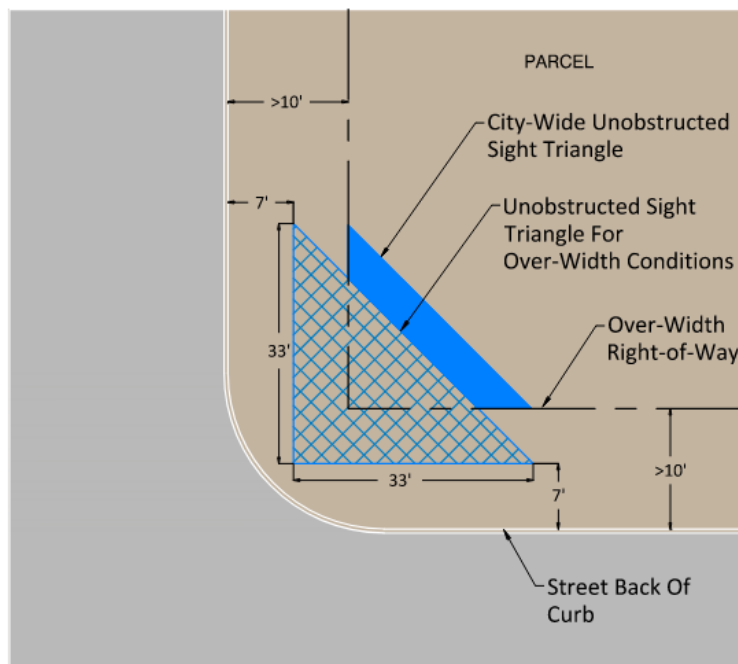 PARCEL
>10'
City-Wide Unobstructed
Sight Triangle
7'
Unobstructed Sight
Triangle For
Over-Width Conditions
Over-Width
Right-of-Way
33'
33'
7'
>10'
Street Back Of
Curb